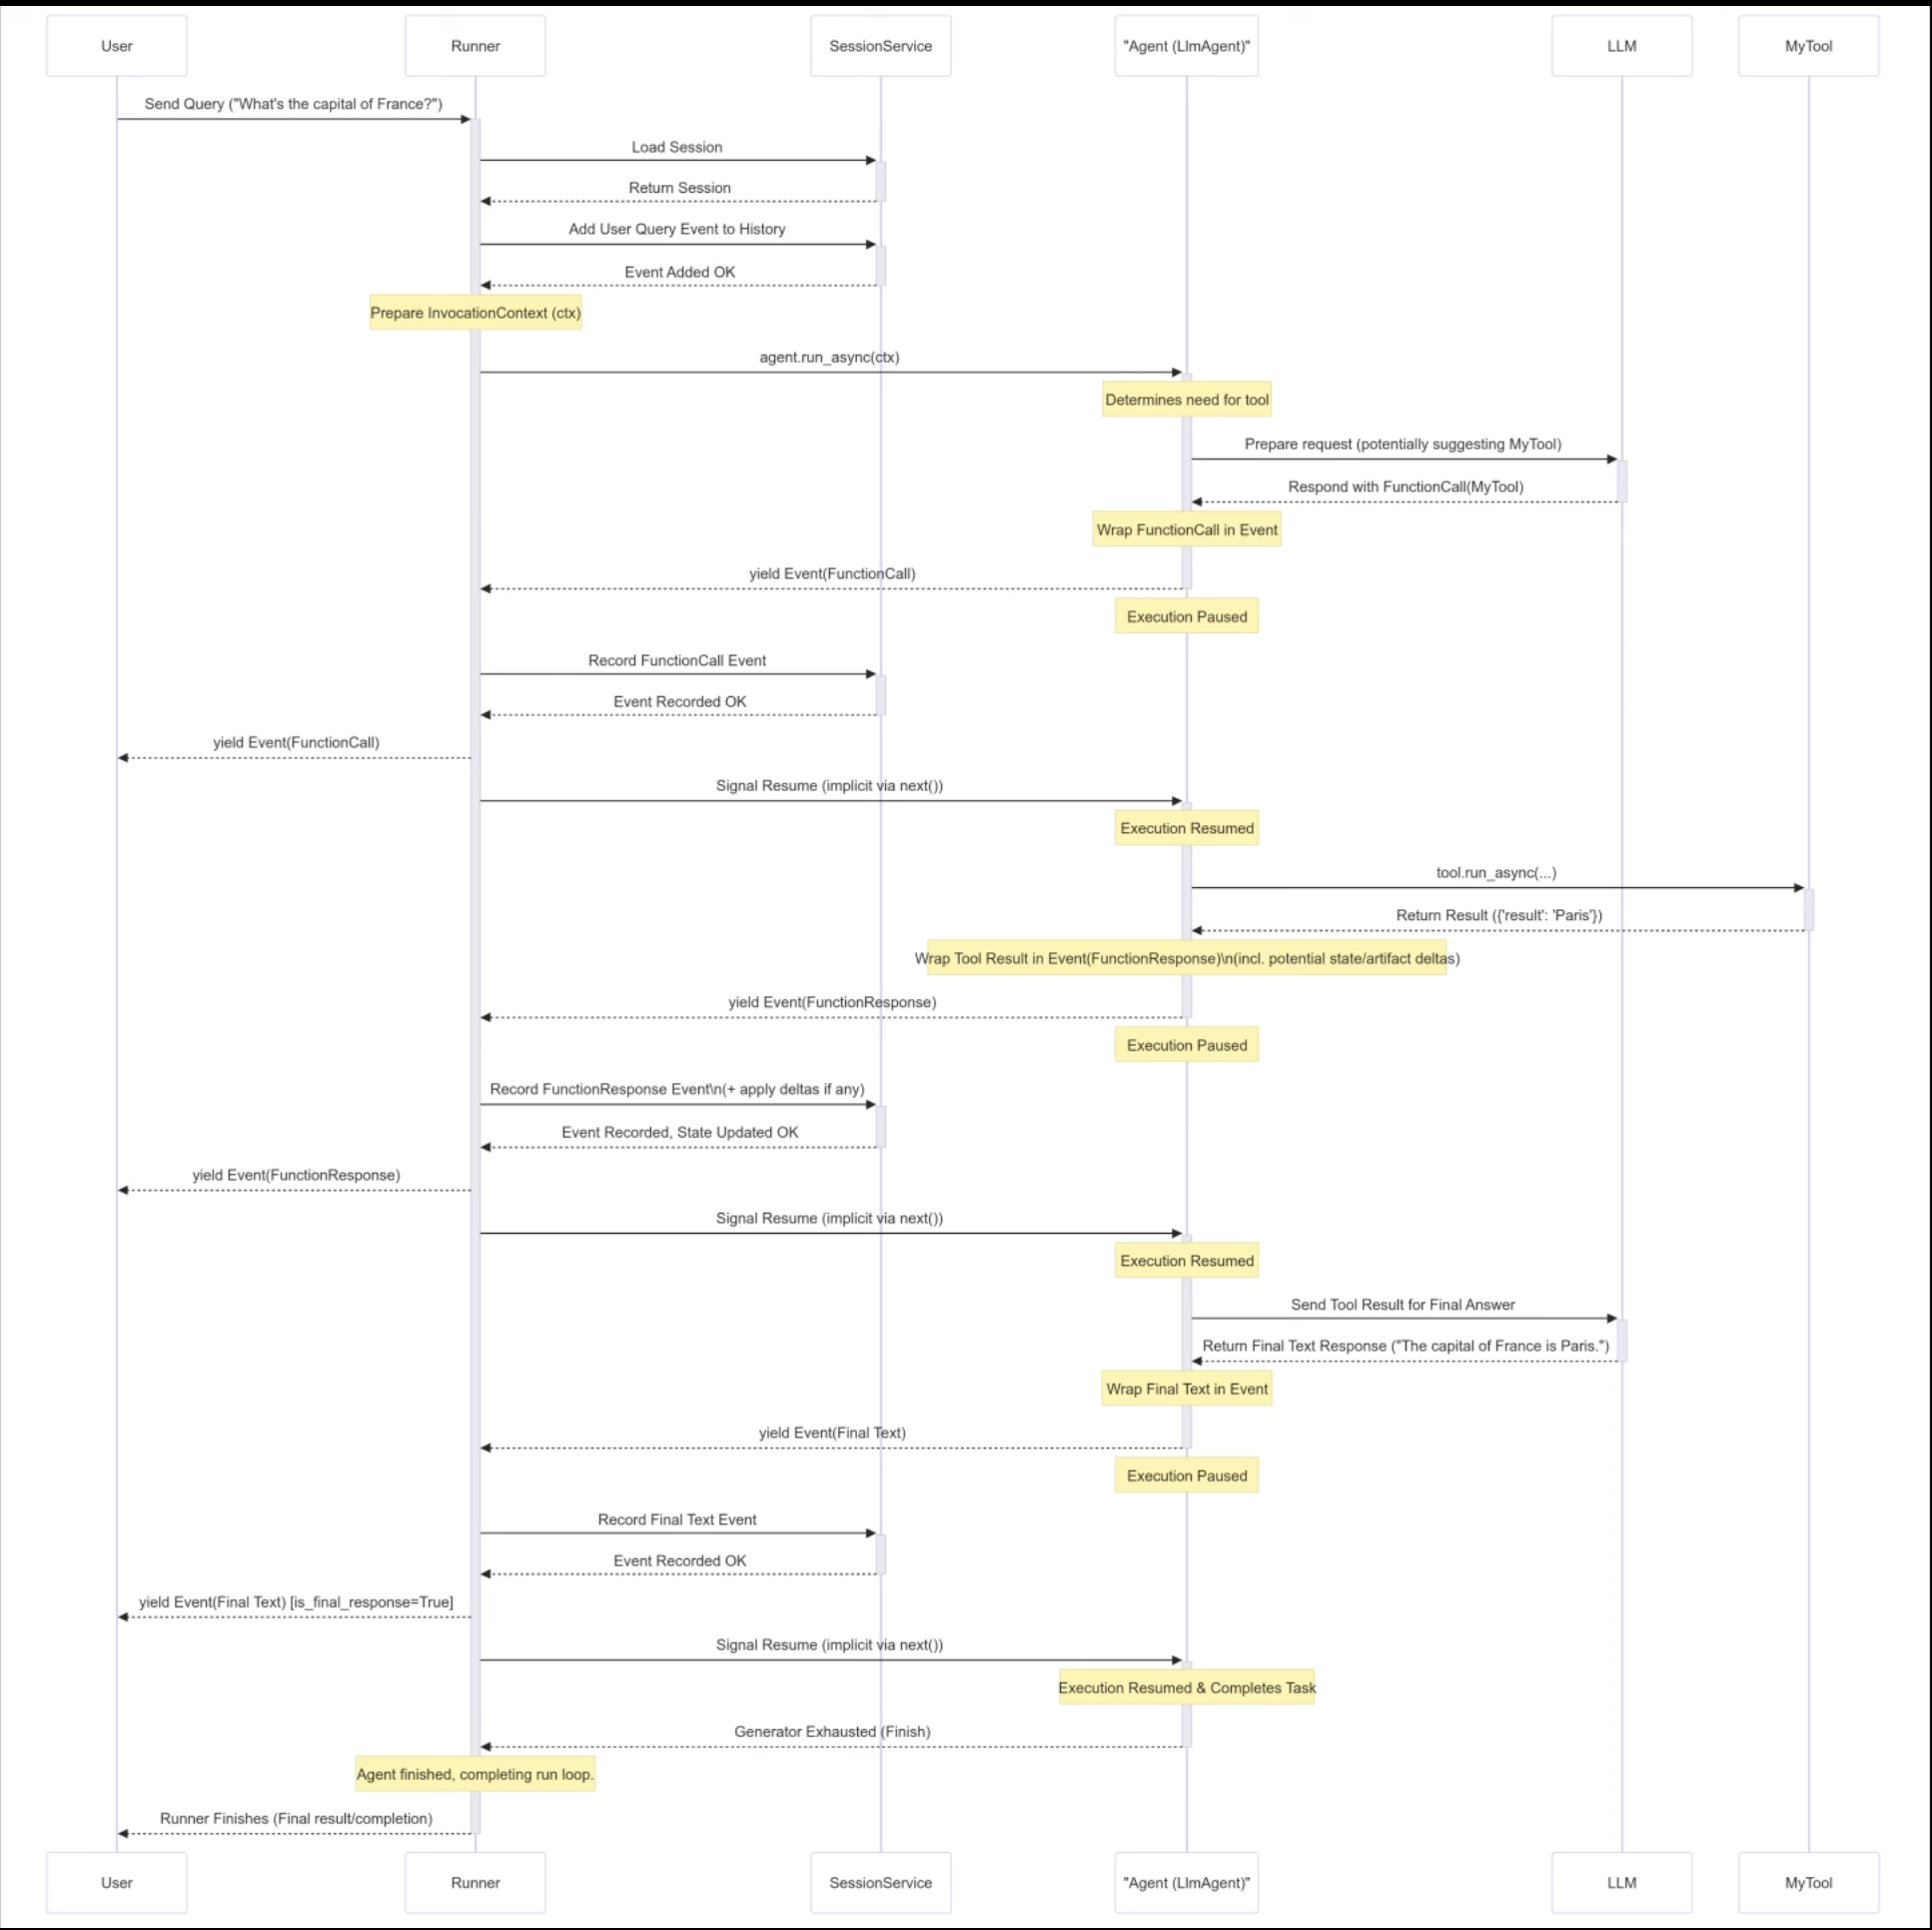 User
Runner
SessionService
"Agent (LlmAgent)"
LLM
MyTool
Send Query ("What's the capital of France?")
Load Session
Return Session
Add User Query Event to History
Event Added OK
Prepare InvocationContext (ctx)
agent.run_async(ctx)
Determines need for tool
Prepare request (potentially suggesting MyTool)
Respond with FunctionCall(MyTool)
Wrap FunctionCall in Event
yield Event(FunctionCall)
Execution Paused
Record FunctionCall Event
Event Recorded OK
yield Event(FunctionCall)
Signal Resume (implicit via next())
Execution Resumed
tool.run_async(...)
Return Result ({'result': 'Paris'})
Wrap Tool Result in Event(FunctionResponse)\n(incl. potential state/artifact deltas)
yield Event(FunctionResponse)
Execution Paused
Record FunctionResponse Event\n(+ apply deltas if any)
Event Recorded, State Updated OK
yield Event(FunctionResponse)
Signal Resume (implicit via next())
Execution Resumed
Send Tool Result for Final Answer
Return Final Text Response ("The capital of France is Paris.")
Wrap Final Text in Event
yield Event(Final Text)
Execution Paused
Record Final Text Event
Event Recorded OK
yield Event(Final Text) [is_final_response=True]
Signal Resume (implicit via next())
Execution Resumed & Completes Task
Generator Exhausted (Finish)
Agent finished, completing run loop.
Runner Finishes (Final result/completion)
User
Runner
SessionService
"Agent (LlmAgent)"
LLM
MyTool